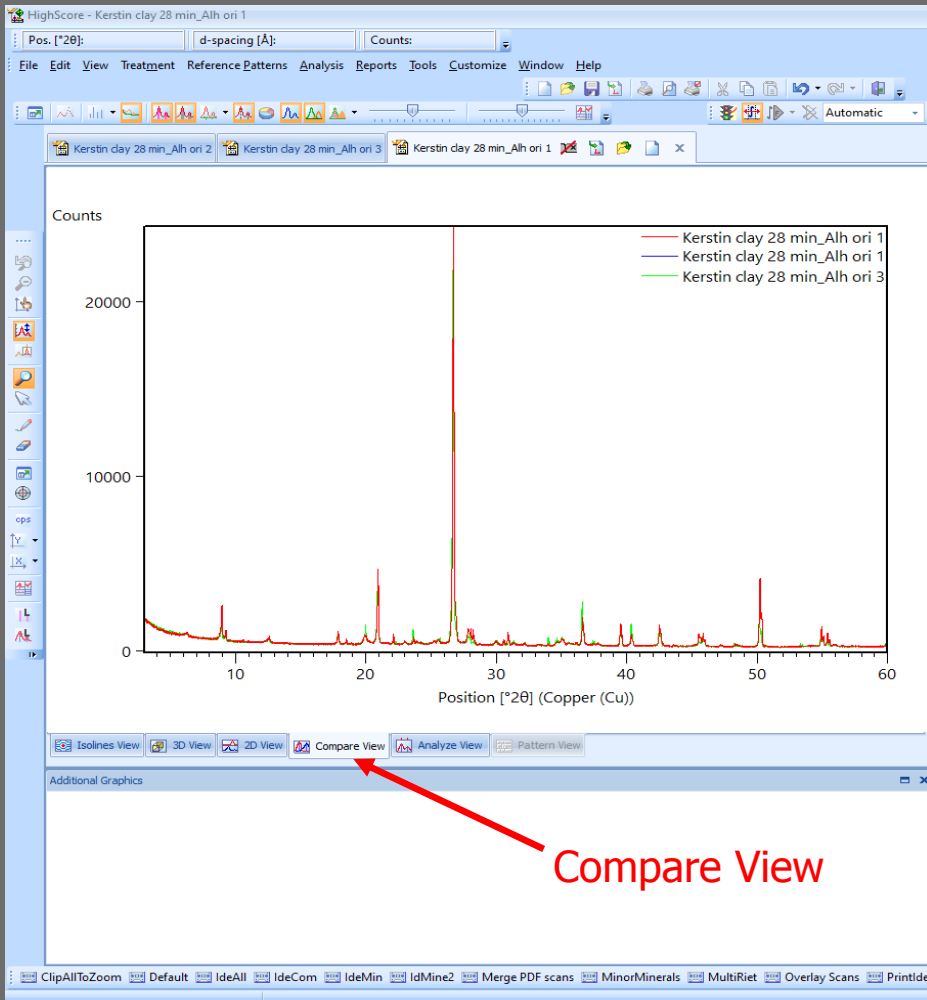 HighScore - Kerstin clay 28 min_Alh ori 1
Pos. [°2θ]: d-spacing [Å]: Counts:
File Edit View Treatment Reference Patterns Analysis Reports Tools Customize Window Help
Automatic
Kerstin clay 28 min_Alh ori 2 Kerstin clay 28 min_Alh ori 3 Kerstin clay 28 min_Alh ori 1
Counts
Kerstin clay 28 min_Alh ori 1
Kerstin clay 28 min_Alh ori 1
Kerstin clay 28 min_Alh ori 3
20000
10000
0
10 20 30 40 50 60
Position [°2θ] (Copper (Cu))
cps
Y
X
L
L
Isolines View 3D View 2D View Compare View Analyze View Pattern View
Additional Graphics
Compare View
ClipAllToZoom Default IdeAll IdeCom IdeMin IdMine2 Merge PDF scans MinorMinerals MultiRiet Overlay Scans PrintIde